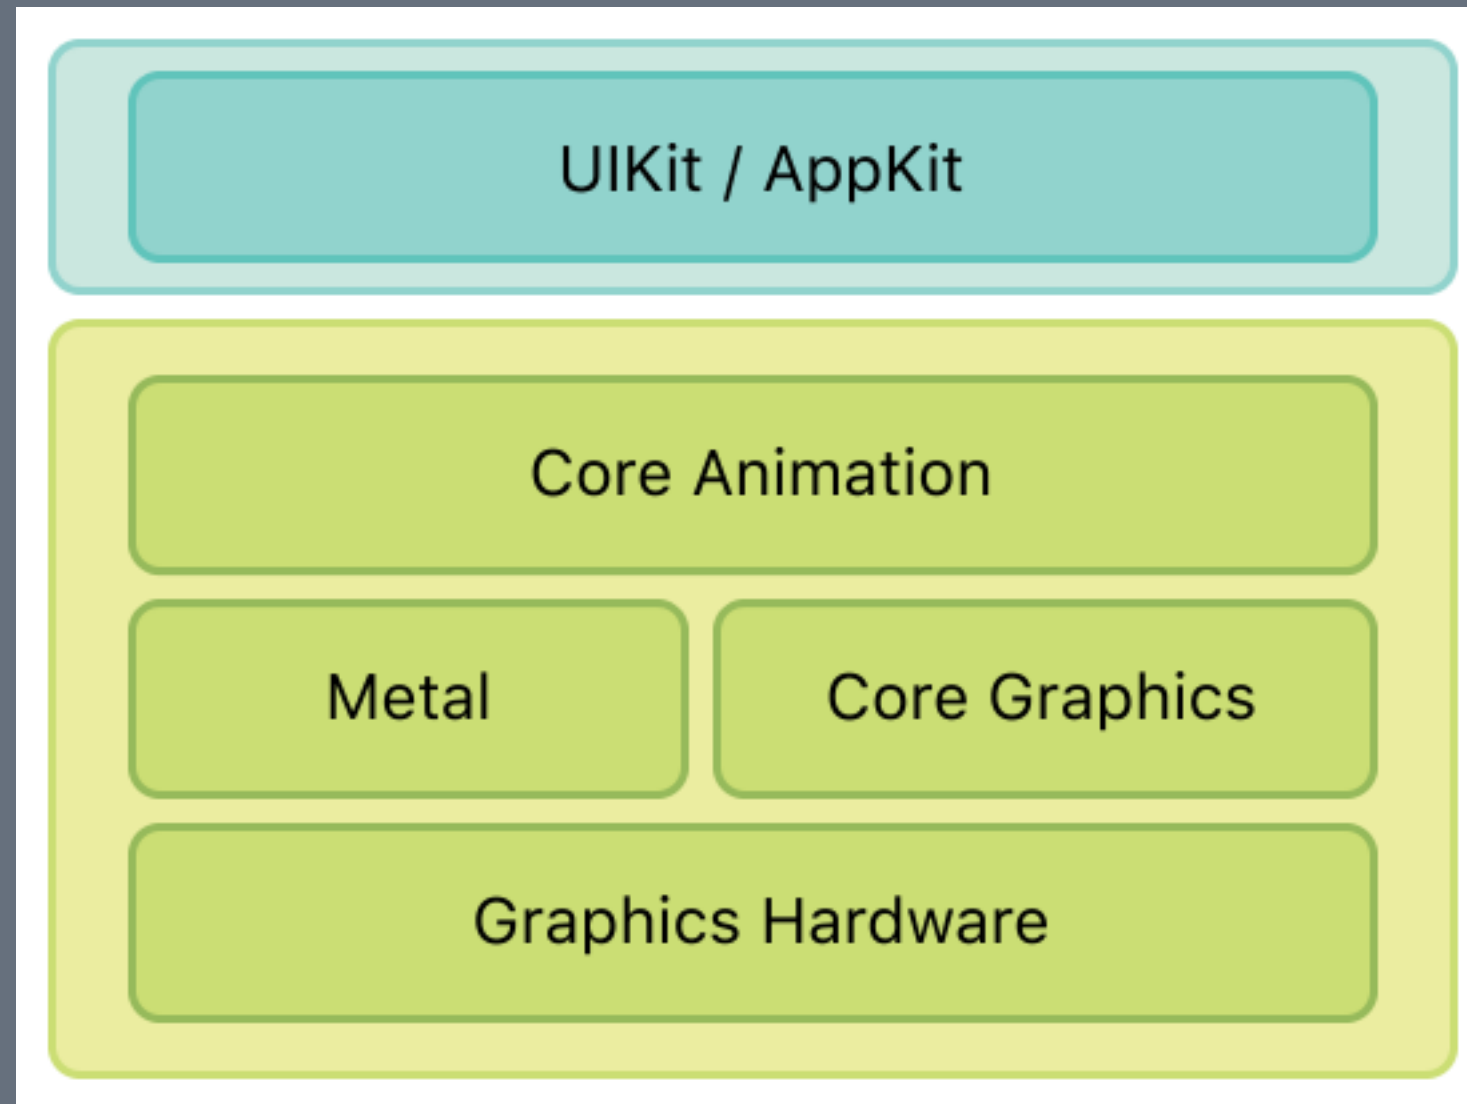 UIKit / AppKit
Core Animation
Metal
Core Graphics
Graphics Hardware